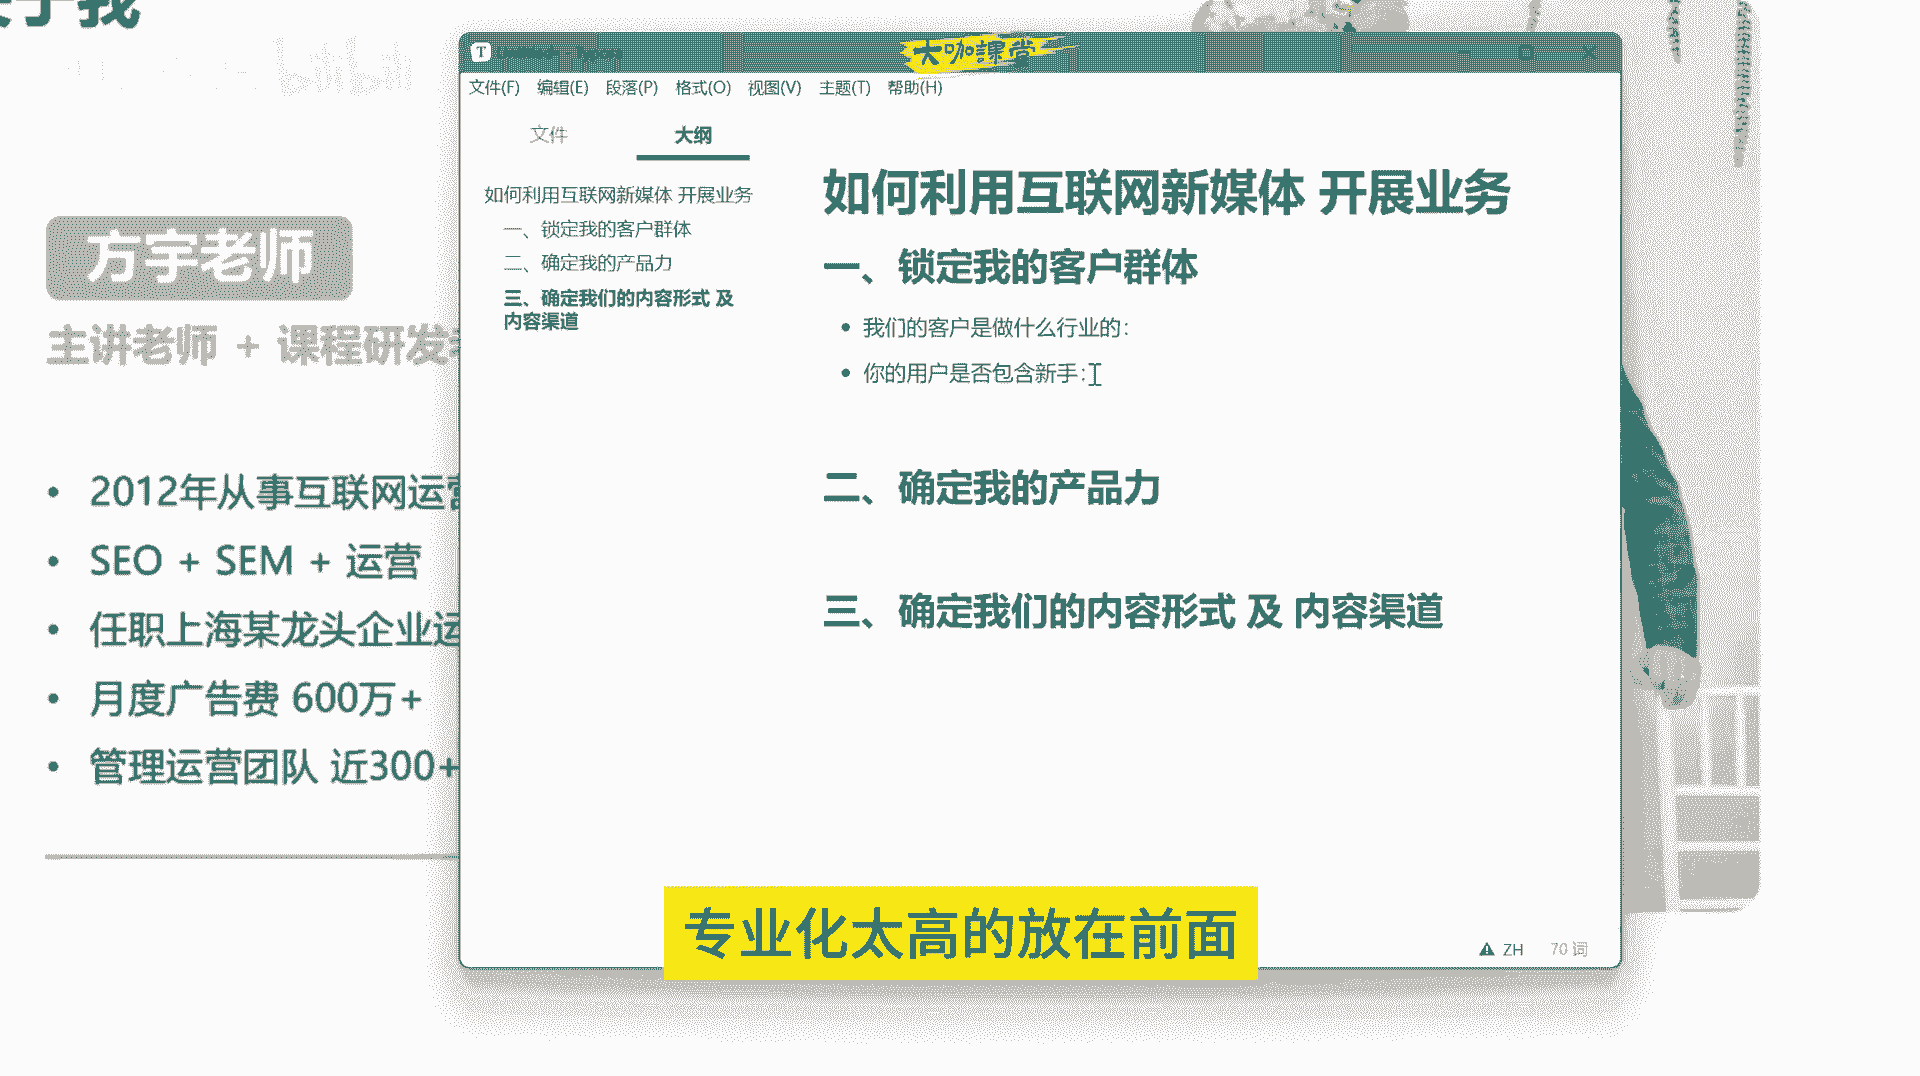 于我
bilibili
方宇老师
主讲老师 + 课程研发
2012年从事互联网运营
SEO + SEM + 运营
任职上海某龙头企业运
月度广告费 600万+
管理运营团队 近300+
大咖課堂
文件(F) 编辑(E) 段落(P) 格式(O) 视图(V) 主题(T) 帮助(H)
文件 大纲
如何利用互联网新媒体 开展业务
一、锁定我的客户群体
二、确定我的产品力
三、确定我们的内容形式 及
内容渠道
如何利用互联网新媒体 开展业务
一、锁定我的客户群体
我们的客户是做什么行业的：
你的用户是否包含新手：
二、确定我的产品力
三、确定我们的内容形式 及 内容渠道
ZH 70 词
专业化太高的放在前面